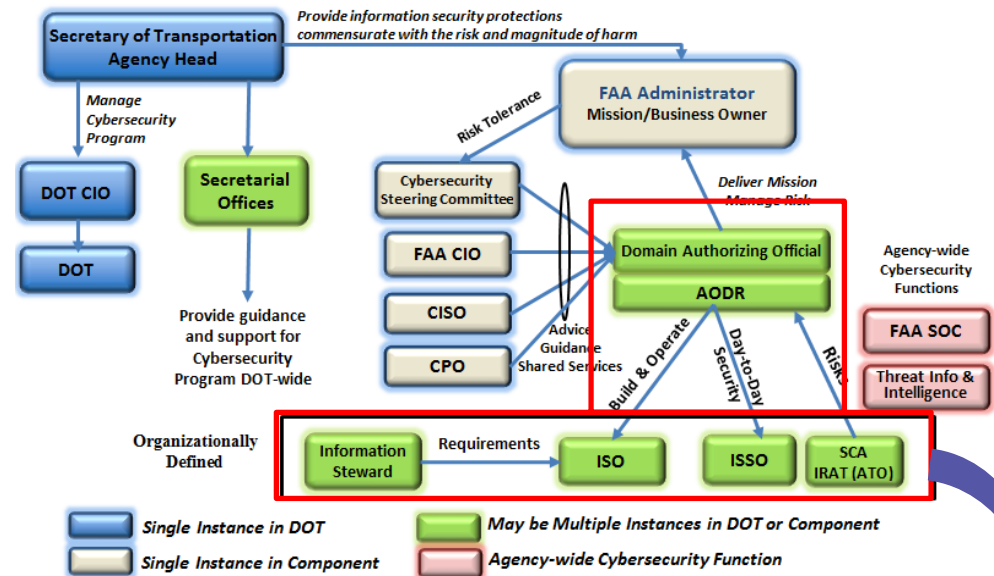 Provide information security protections
commensurate with the risk and magnitude of harm
Secretary of Transportation
Agency Head
Manage
Cybersecurity
Program
FAA Administrator
Mission/Business Owner
Risk Tolerance
DOT CIO
Secretarial
Offices
Cybersecurity
Steering Committee
Deliver Mission
Manage Risk
DOT
FAA CIO
Domain Authorizing Official
AODR
Agency-wide
Cybersecurity
Functions
CISO
FAA SOC
Provide guidance
and support for
Cybersecurity
Program DOT-wide
CPO
Advice
Guidance
Shared Services
Build & Operate
Day-to-Day
Security
Risks
Threat Info &
Intelligence
Organizationally
Defined
Information
Steward
Requirements
ISO
ISSO
SCA
IRAT (ATO)
Single Instance in DOT
May be Multiple Instances in DOT or Component
Single Instance in Component
Agency-wide Cybersecurity Function